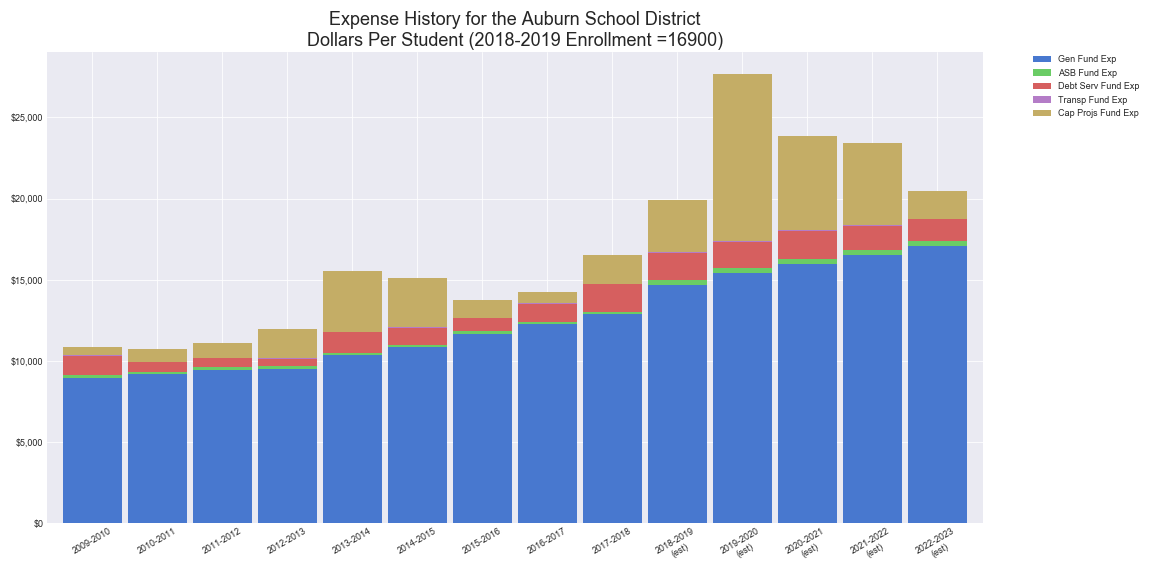 Expense History for the Auburn School District
Dollars Per Student (2018-2019 Enrollment =16900)
Gen Fund Exp
ASB Fund Exp
Debt Serv Fund Exp
Transp Fund Exp
Cap Projs Fund Exp
$25,000
$20,000
$15,000
$10,000
$5,000
$0
2009-2010
2010-2011
2011-2012
2012-2013
2013-2014
2014-2015
2015-2016
2016-2017
2017-2018
2018-2019
(est)
2019-2020
(est)
2020-2021
(est)
2021-2022
(est)
2022-2023
(est)